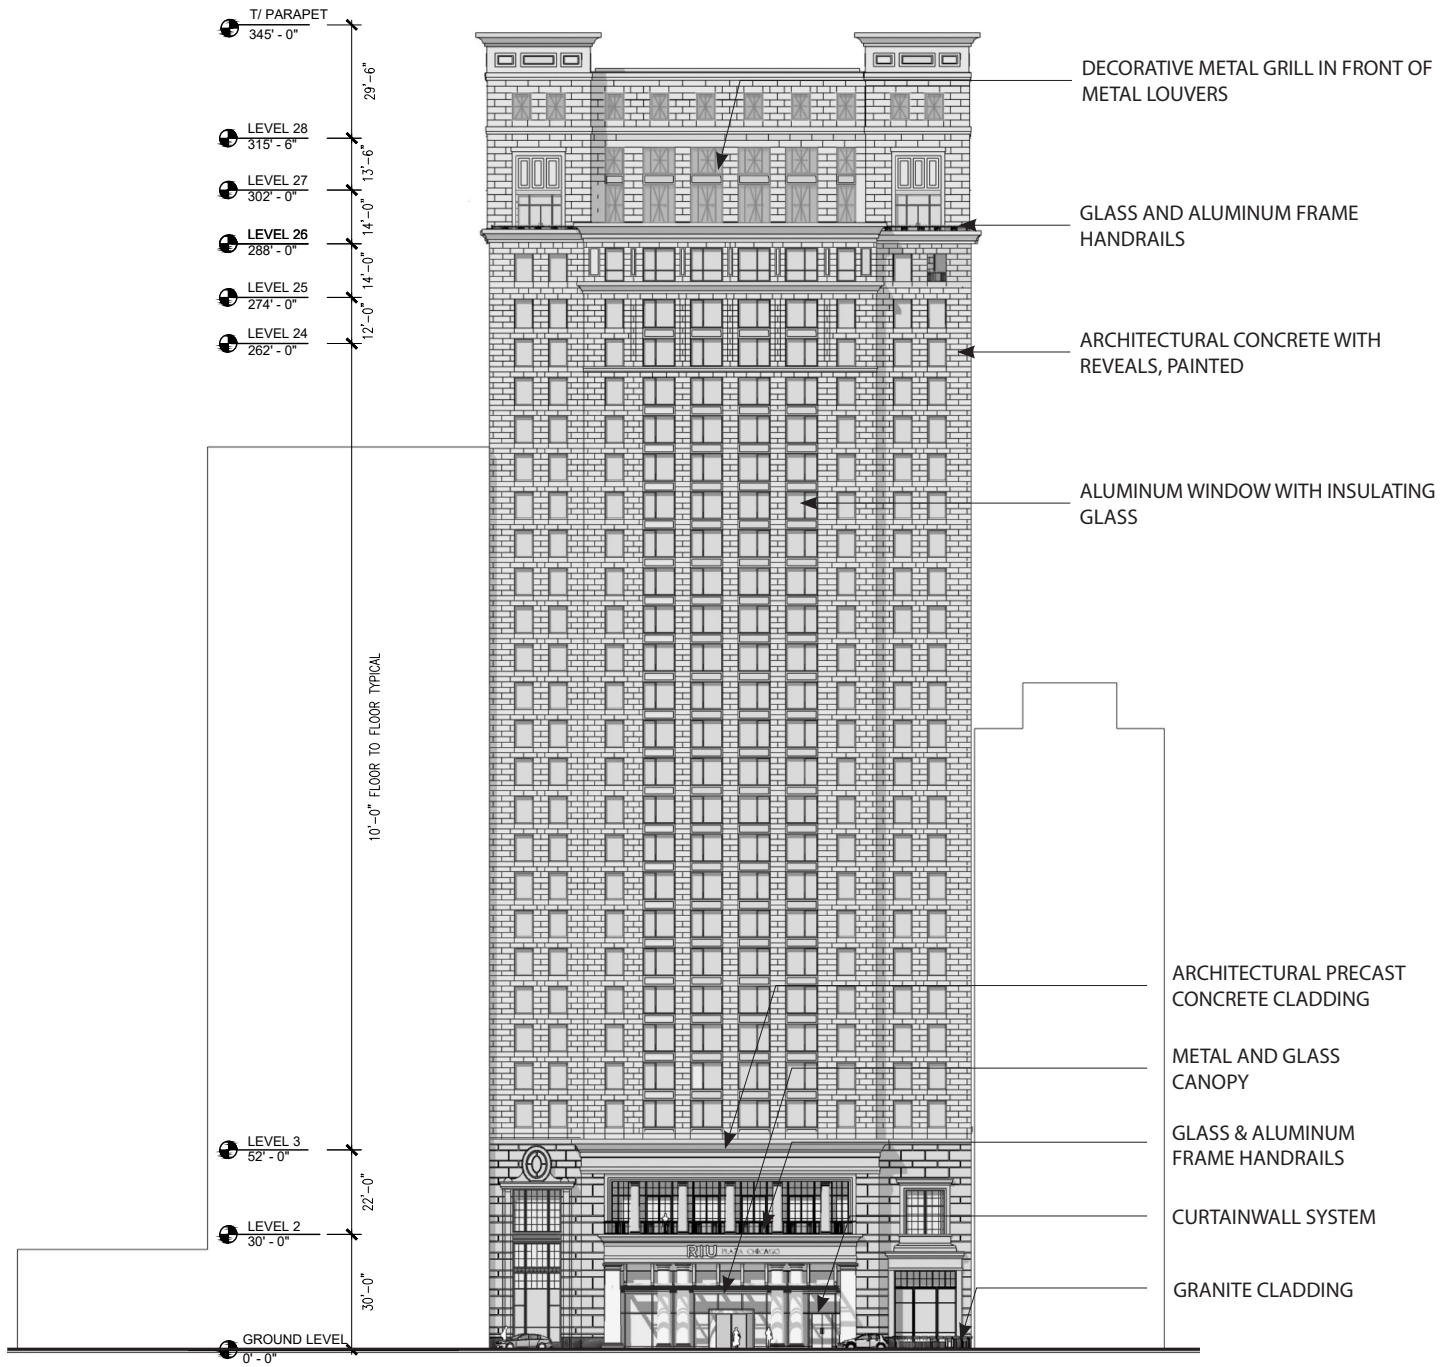 T/ PARAPET
345' - 0"
29'-6"
LEVEL 28
315' - 6"
13'-6"
LEVEL 27
302' - 0"
14'-0"
LEVEL 26
288' - 0"
14'-0"
LEVEL 25
274' - 0"
12'-0"
LEVEL 24
262' - 0"
10'-0" FLOOR TO FLOOR TYPICAL
LEVEL 3
52' - 0"
22'-0"
LEVEL 2
30' - 0"
30'-0"
GROUND LEVEL
0' - 0"
RIU PLAZA CHICAGO
DECORATIVE METAL GRILL IN FRONT OF
METAL LOUVERS
GLASS AND ALUMINUM FRAME
HANDRAILS
ARCHITECTURAL CONCRETE WITH
REVEALS, PAINTED
ALUMINUM WINDOW WITH INSULATING
GLASS
ARCHITECTURAL PRECAST
CONCRETE CLADDING
METAL AND GLASS
CANOPY
GLASS & ALUMINUM
FRAME HANDRAILS
CURTAINWALL SYSTEM
GRANITE CLADDING